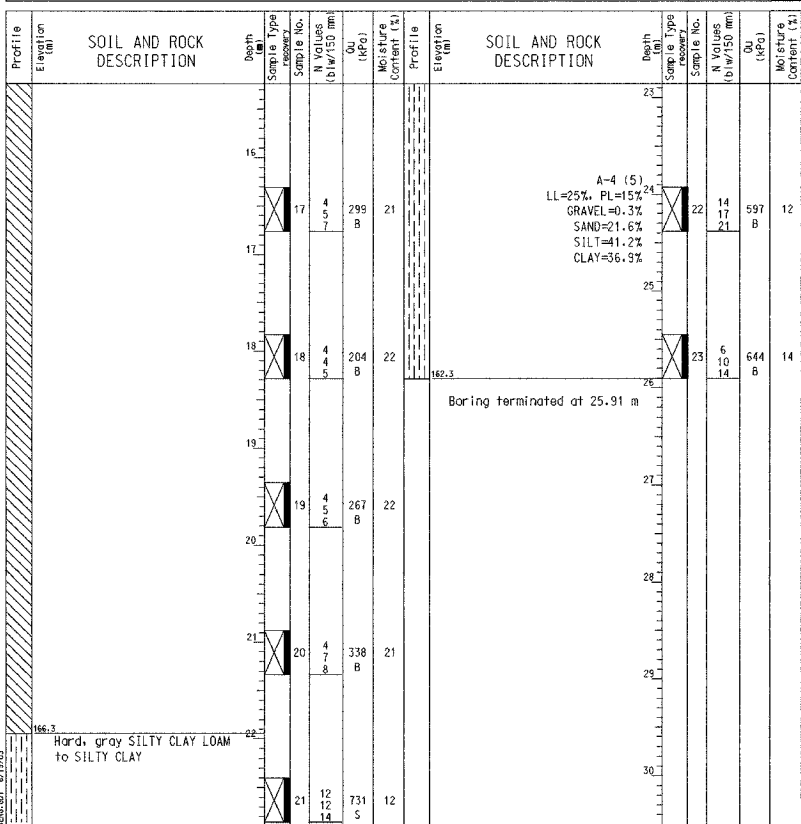 Profile
Elevation (m)
SOIL AND ROCK
DESCRIPTION
Depth (m)
Sample Type
recovery
Sample No.
N Values
(blw/150 mm)
Qu
(kPa)
Moisture
Content (%)
16
17
4
5
7
299
B
21
17
18
18
4
4
5
204
B
22
19
19
4
5
6
267
B
22
20
21
20
4
7
8
338
B
21
166.3
22
Hard, gray SILTY CLAY LOAM
to SILTY CLAY
21
12
12
14
731
S
12
Profile
Elevation (m)
SOIL AND ROCK
DESCRIPTION
Depth (m)
Sample Type
recovery
Sample No.
N Values
(blw/150 mm)
Qu
(kPa)
Moisture
Content (%)
23
A-4 (5)
24
LL=25%, PL=15%
GRAVEL=0.3%
SAND=21.6%
SILT=41.2%
CLAY=36.9%
22
14
17
21
597
B
12
25
23
6
10
14
644
B
14
162.3
26
Boring terminated at 25.91 m
27
28
29
30